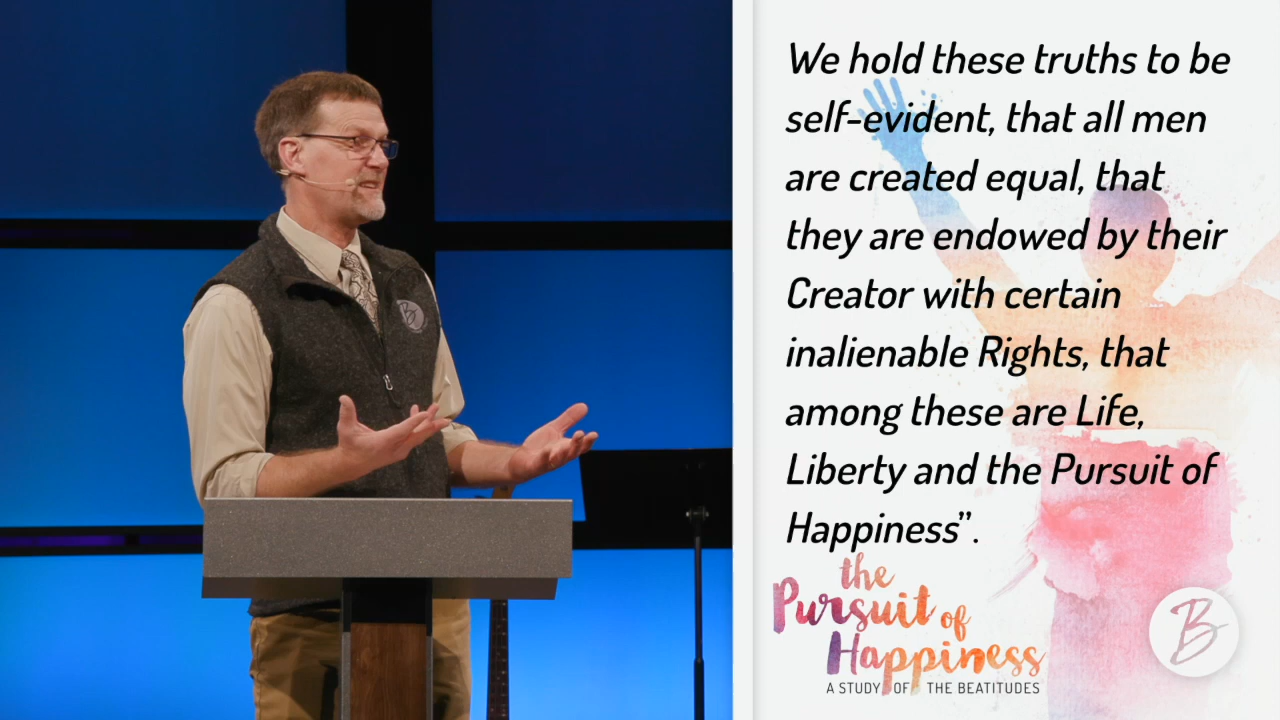 We hold these truths to be
self-evident, that all men
are created equal, that
they are endowed by their
Creator with certain
inalienable Rights, that
among these are Life,
Liberty and the Pursuit of
Happiness”.
the
Pursuit of
Happiness
A STUDY OF THE BEATITUDES
B
B